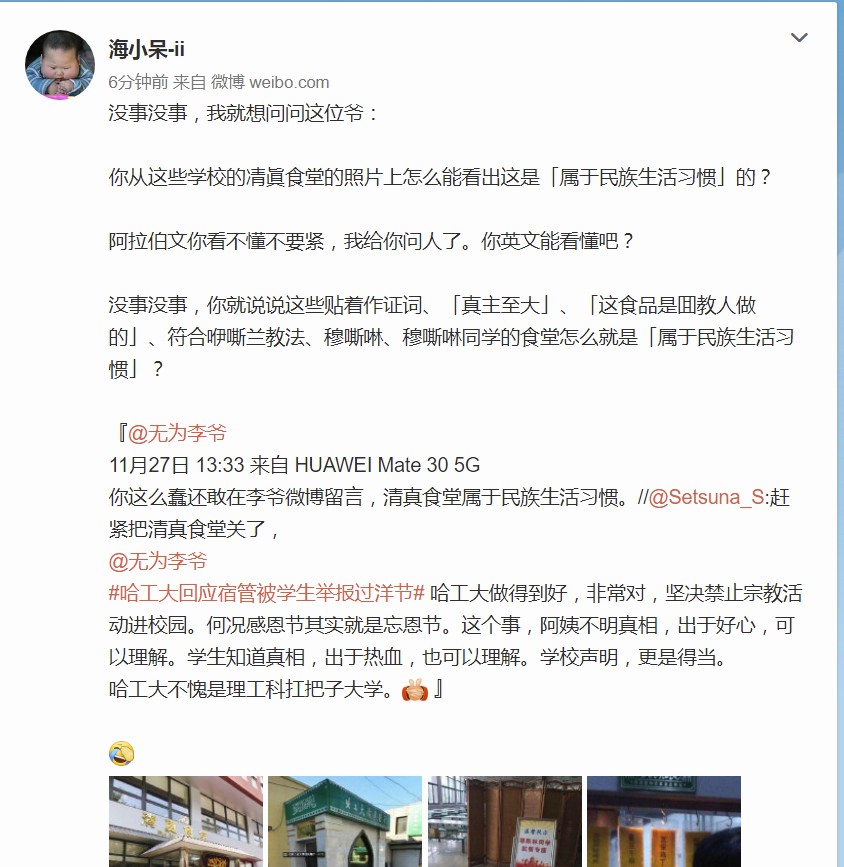 海小呆-ii
6分钟前 来自 微博 weibo.com
没事没事，我就想问问这位爷：
你从这些学校的清眞食堂的照片上怎么能看出这是「属于民族生活习惯」的？
阿拉伯文你看不懂不要紧，我给你问人了。你英文能看懂吧？
没事没事，你就说说这些贴着作证词、「真主至大」、「这食品是囬教人做
的」、符合咿嘶兰教法、穆嘶啉、穆嘶啉同学的食堂怎么就是「属于民族生活习
惯」？
『@无为李爷
11月27日 13:33 来自 HUAWEI Mate 30 5G
你这么蠢还敢在李爷微博留言，清真食堂属于民族生活习惯。//@Setsuna_S:赶
紧把清真食堂关了，
@无为李爷
#哈工大回应宿管被学生举报过洋节# 哈工大做得到好，非常对，坚决禁止宗教活
动进校园。何况感恩节其实就是忘恩节。这个事，阿姨不明真相，出于好心，可
以理解。学生知道真相，出于热血，也可以理解。学校声明，更是得当。
哈工大不愧是理工科扛把子大学。』